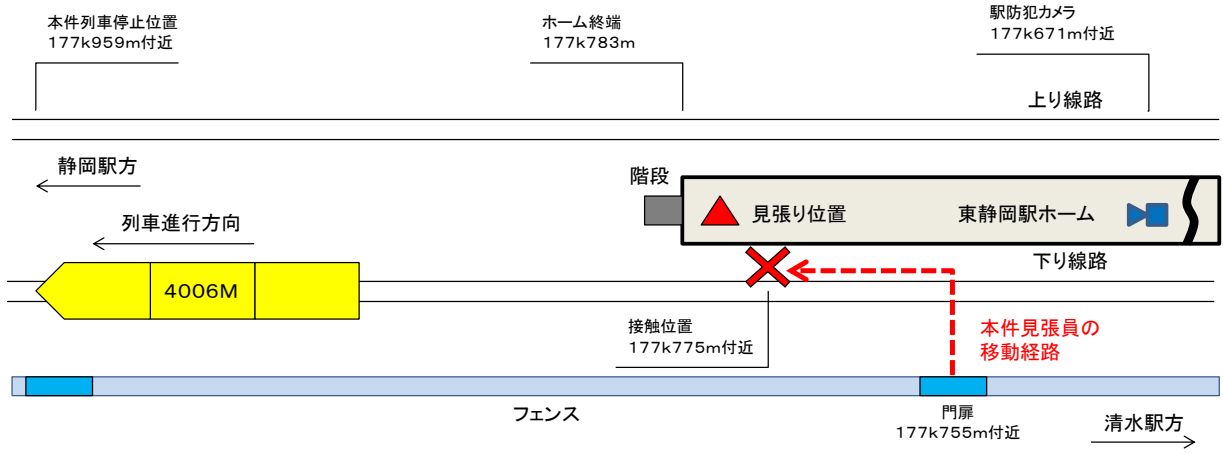 本件列車停止位置
177k959m付近
ホーム終端
177k783m
駅防犯カメラ
177k671m付近
上り線路
静岡駅方
階段
見張り位置
東静岡駅ホーム
列車進行方向
下り線路
4006M
接触位置
177k775m付近
本件見張員の
移動経路
フェンス
門扉
177k755m付近
清水駅方